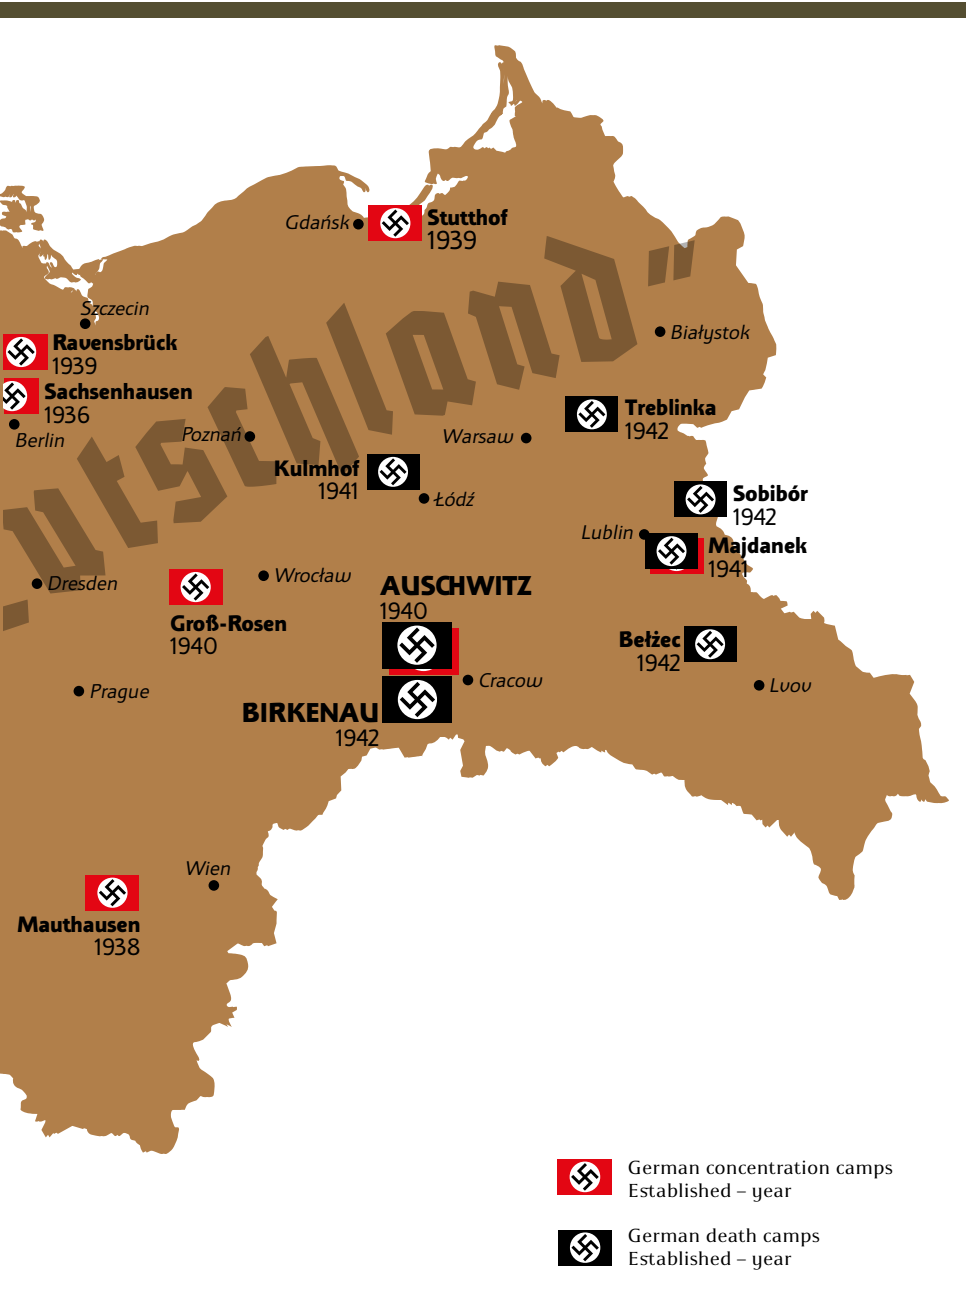 Gdańsk
Stutthof
1939
Szczecin
Ravensbrück
1939
Sachsenhausen
1936
Berlin
utschland”
Białystok
Treblinka
1942
Poznań
Warsaw
Kulmhof
1941
Łódź
Sobibór
1942
Lublin
Majdanek
1941
Dresden
Wrocław
Groß-Rosen
1940
AUSCHWITZ
1940
Bełżec
1942
Cracow
Lvov
Prague
BIRKENAU
1942
Wien
Mauthausen
1938
German concentration camps
Established – year
German death camps
Established – year